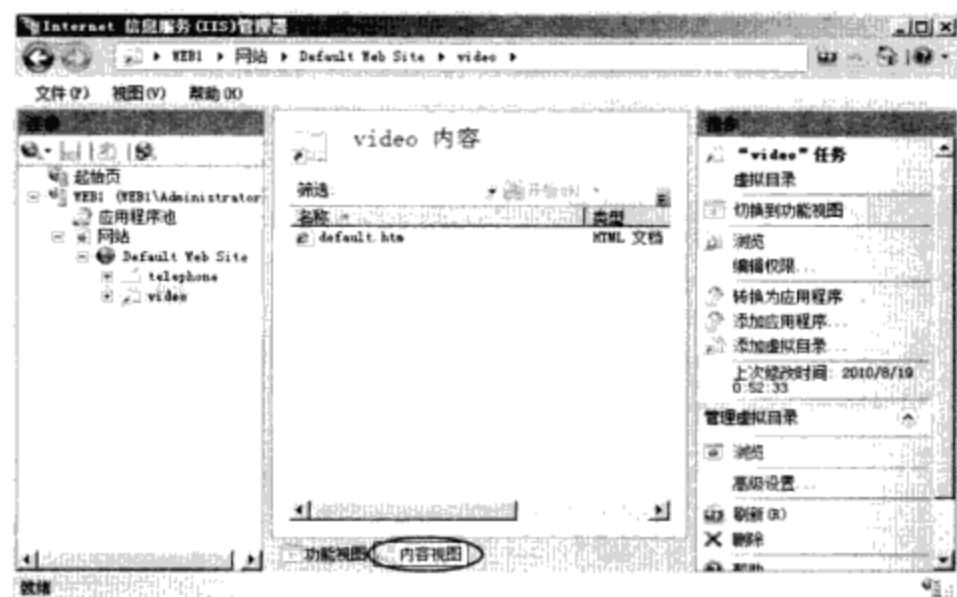 Internet 信息服务(IIS)管理器
WEB1 ▸ 网站 ▸ Default Web Site ▸ video ▸
文件(F) 视图(V) 帮助(H)
连接
起始页
WEB1 (WEB1\Administrator
应用程序池
网站
Default Web Site
telephone
video
video 内容
筛选: 开始(G)
名称 类型
default.htm HTML 文档
功能视图 内容视图
操作
"video"任务
虚拟目录
切换到功能视图
浏览
编辑权限...
转换为应用程序
添加应用程序...
添加虚拟目录...
上次修改时间: 2010/8/19
0:52:33
管理虚拟目录
浏览
高级设置...
刷新(R)
删除
帮助
就绪